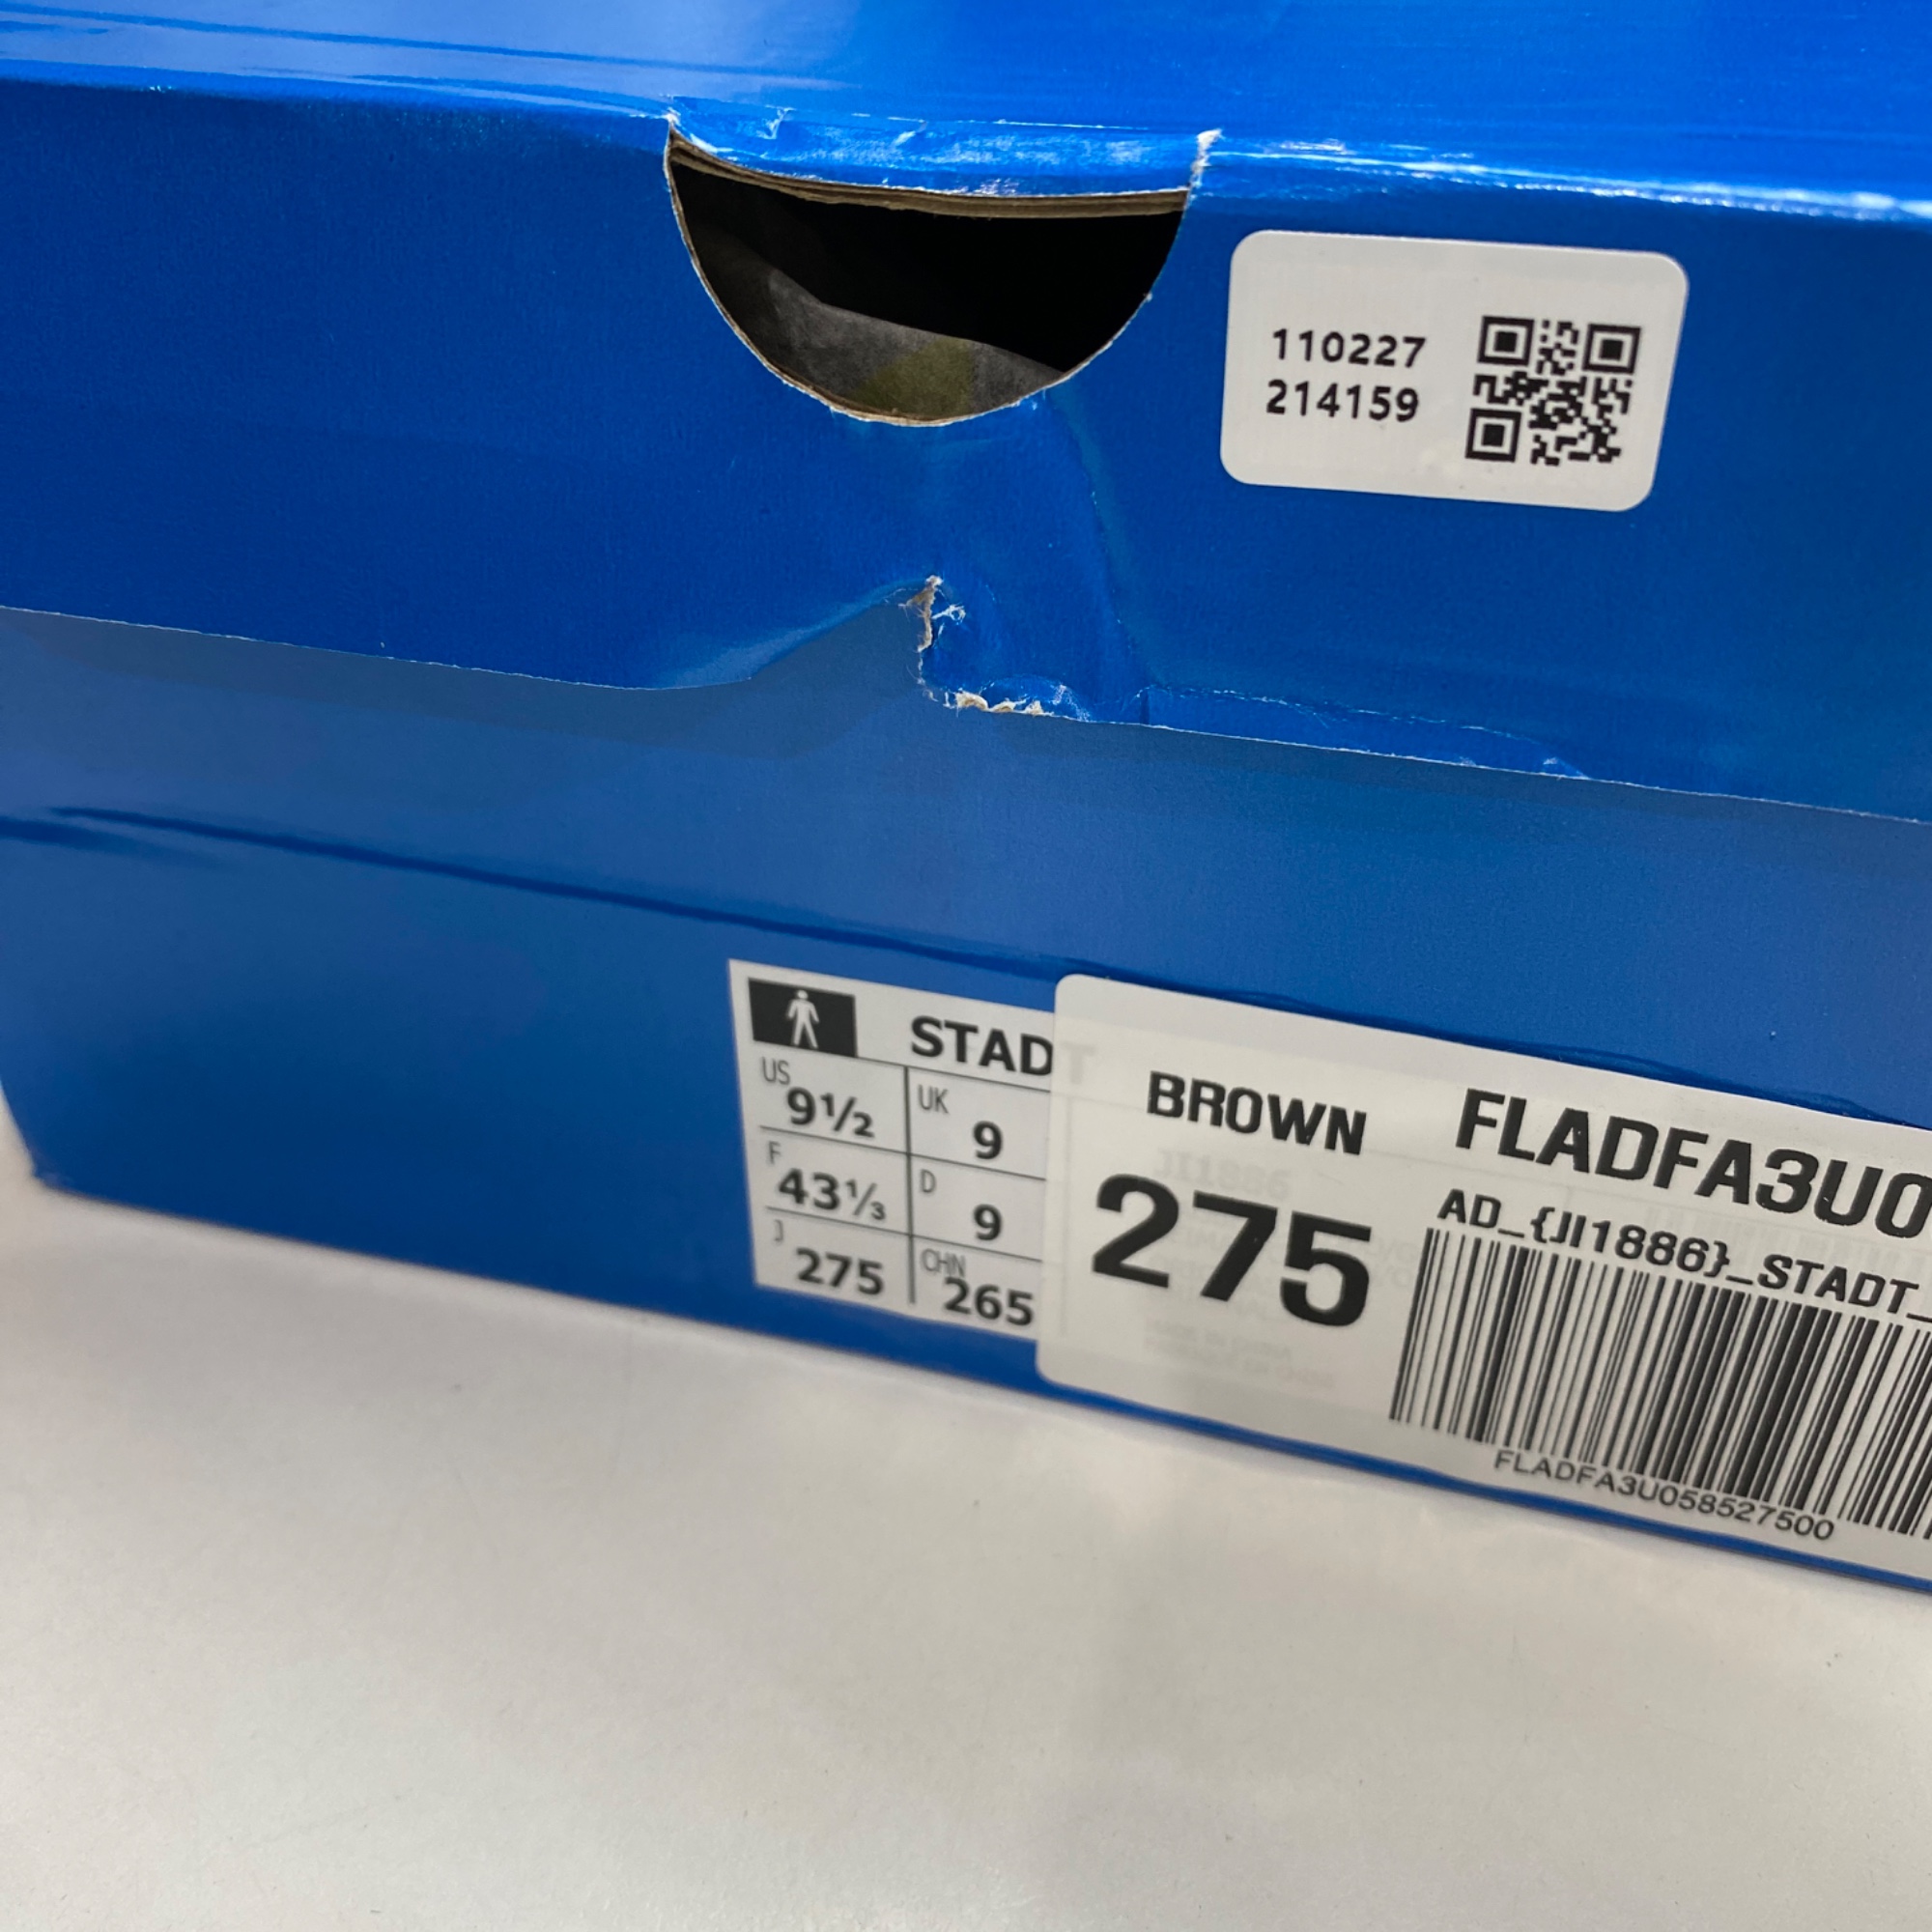 110227
214159
STADT
US 9½ UK 9
F 43⅓ D 9
J 275 CHN 265
BROWN FLADFA3U0
275
AD_{JI1886}_STADT_
JI1886
FLADFA3U058527500